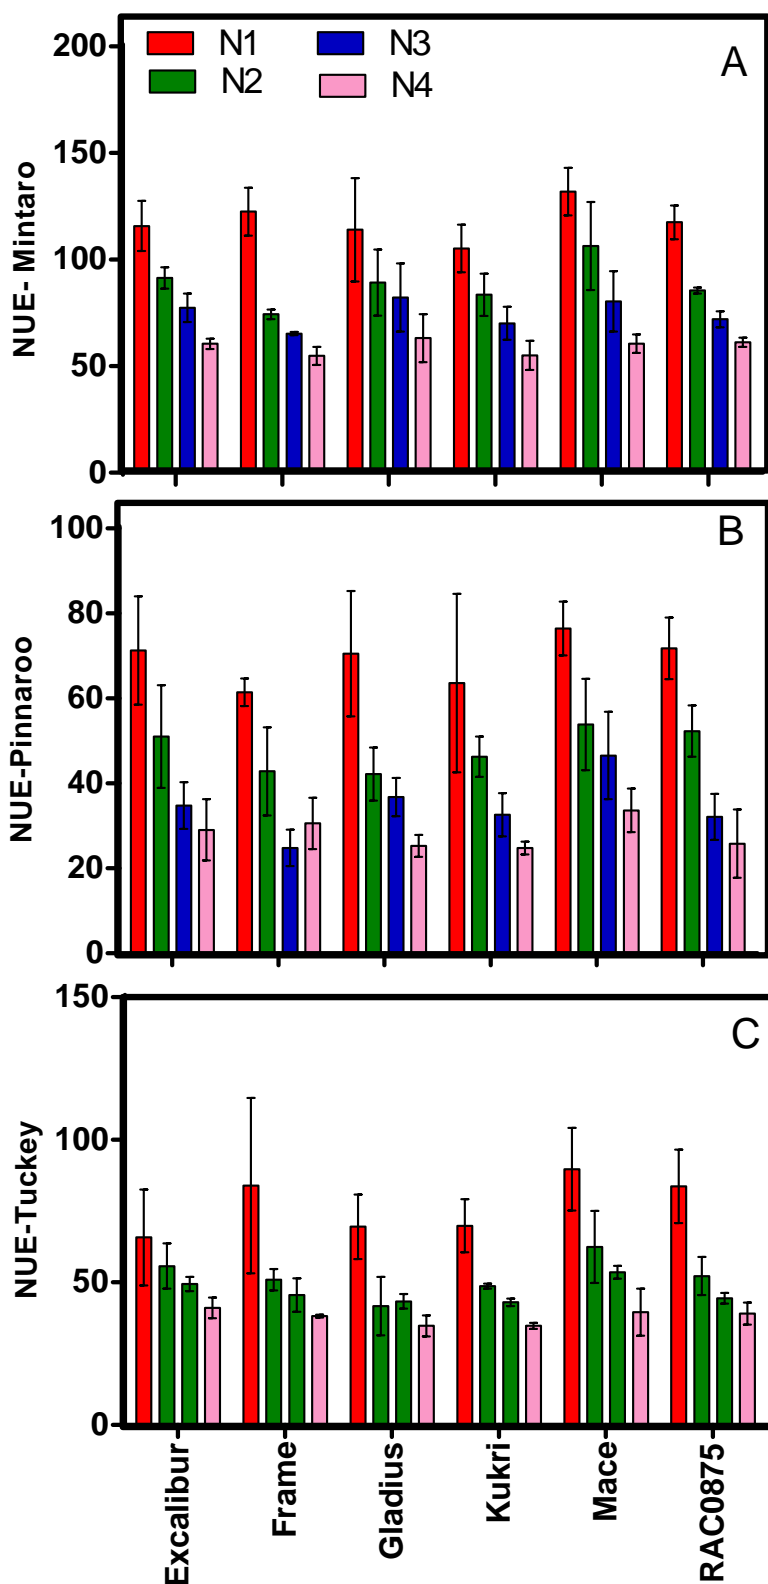 N1
N3
N2
N4
A
200
150
100
50
0
NUE- Mintaro
B
100
80
60
40
20
0
NUE-Pinnaroo
C
150
100
50
0
NUE-Tuckey
Excalibur
Frame
Gladius
Kukri
Mace
RAC0875